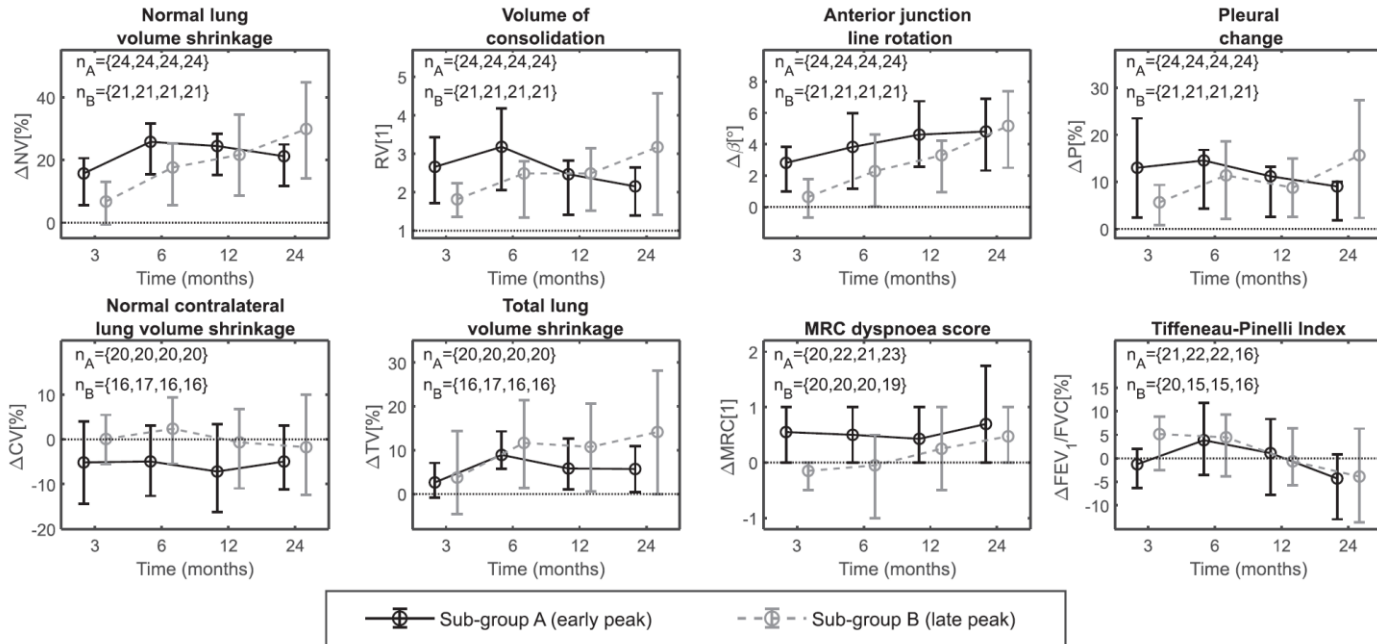 Normal lung
volume shrinkage
n_A={24,24,24,24}
n_B={21,21,21,21}
ΔNV[%]
40
20
0
3 6 12 24
Time (months)
Volume of
consolidation
n_A={24,24,24,24}
n_B={21,21,21,21}
RV[1]
5
4
3
2
1
3 6 12 24
Time (months)
Anterior junction
line rotation
n_A={24,24,24,24}
n_B={21,21,21,21}
Δβ[°]
8
6
4
2
0
3 6 12 24
Time (months)
Pleural
change
n_A={24,24,24,24}
n_B={21,21,21,21}
ΔP[%]
30
20
10
0
3 6 12 24
Time (months)
Normal contralateral
lung volume shrinkage
n_A={20,20,20,20}
n_B={16,17,16,16}
ΔCV[%]
10
0
-10
-20
3 6 12 24
Time (months)
Total lung
volume shrinkage
n_A={20,20,20,20}
n_B={16,17,16,16}
ΔTV[%]
30
20
10
0
3 6 12 24
Time (months)
MRC dyspnoea score
n_A={20,22,21,23}
n_B={20,20,20,19}
ΔMRC[1]
2
1
0
-1
3 6 12 24
Time (months)
Tiffeneau-Pinelli Index
n_A={21,22,22,16}
n_B={20,15,15,16}
ΔFEV₁/FVC[%]
15
10
5
0
-5
-10
3 6 12 24
Time (months)
Sub-group A (early peak) Sub-group B (late peak)